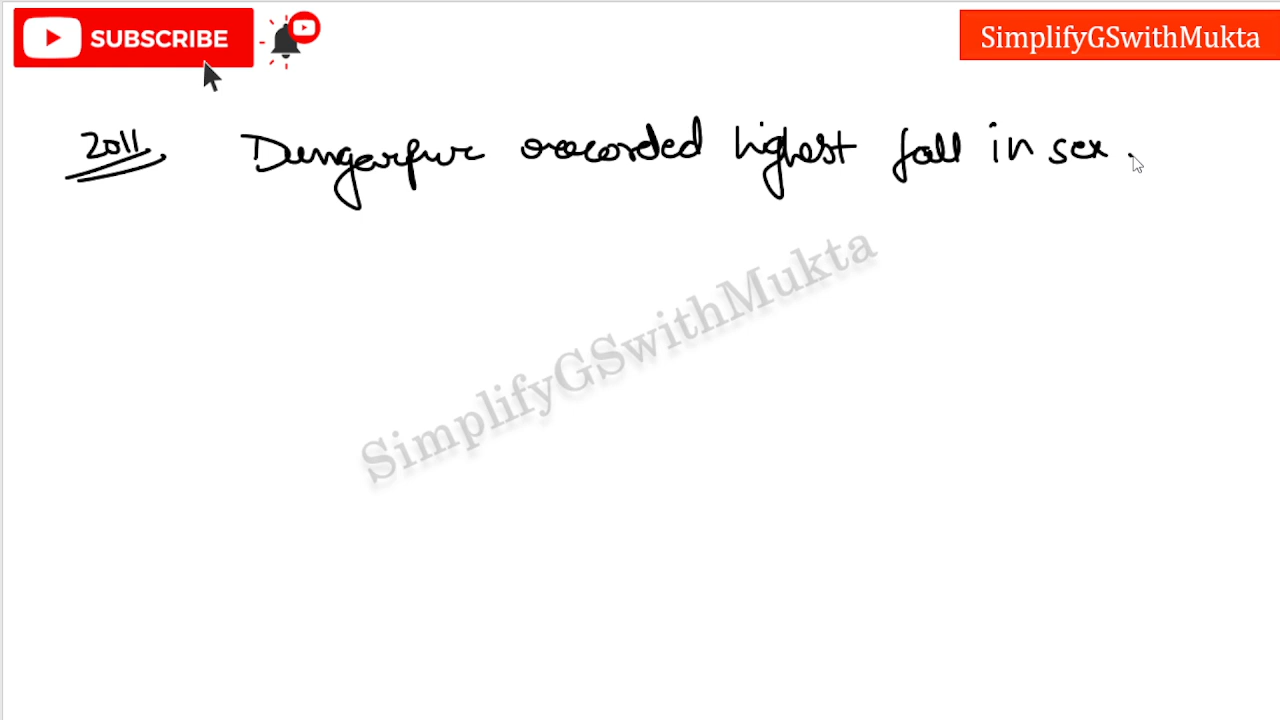 SUBSCRIBE
SimplifyGSwithMukta
2011 Dungarpur recorded highest fall in sex
SimplifyGSwithMukta